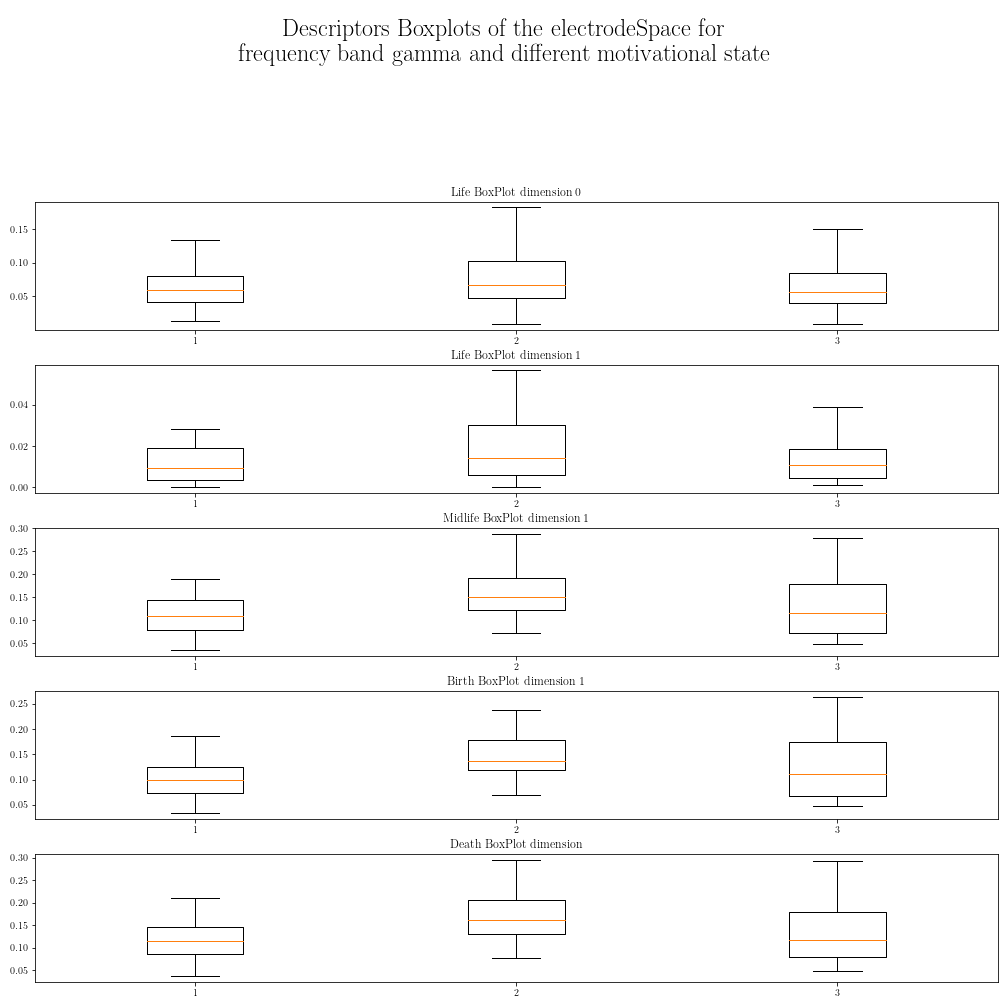 Descriptors Boxplots of the electrodeSpace for
frequency band gamma and different motivational state
Life BoxPlot dimension 0
0.15
0.10
0.05
1 2 3
Life BoxPlot dimension 1
0.04
0.02
0.00
1 2 3
Midlife BoxPlot dimension 1
0.30
0.25
0.20
0.15
0.10
0.05
1 2 3
Birth BoxPlot dimension 1
0.25
0.20
0.15
0.10
0.05
1 2 3
Death BoxPlot dimension
0.30
0.25
0.20
0.15
0.10
0.05
1 2 3